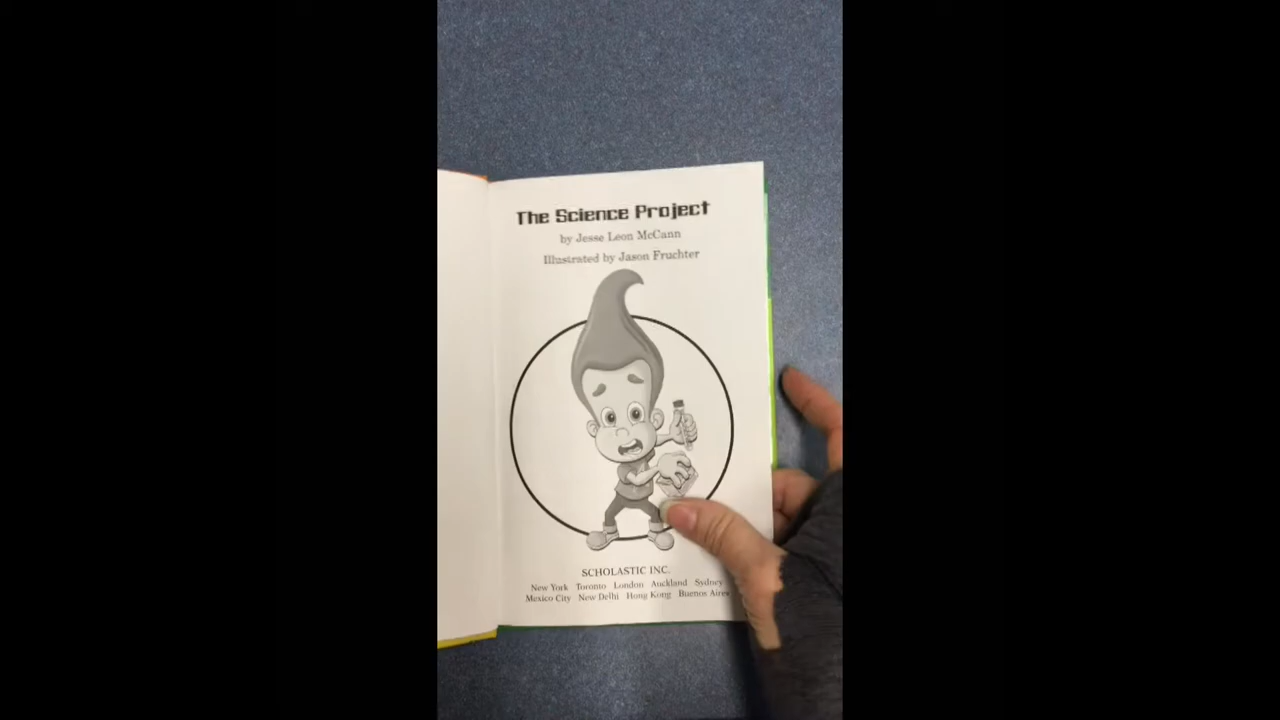 The Science Project
by Jesse Leon McCann
Illustrated by Jason Fruchter
SCHOLASTIC INC.
New York Toronto London Auckland Sydney
Mexico City New Delhi Hong Kong Buenos Aires